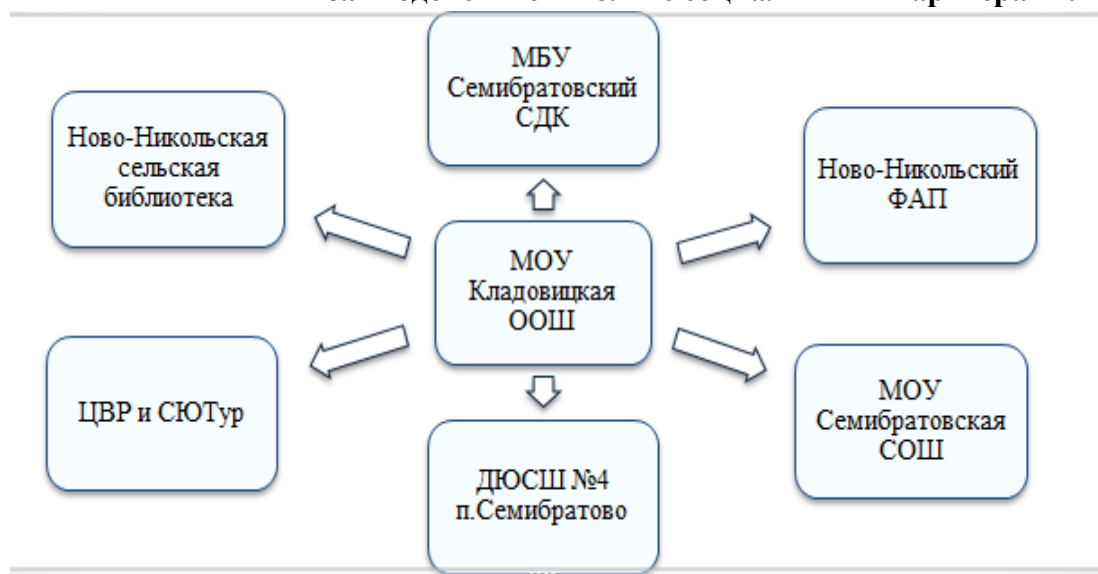 МБУ
Семибратовский
СДК
Ново-Никольская
сельская
библиотека
Ново-Никольский
ФАП
МОУ
Кладовицкая
ООШ
ЦВР и СЮТур
МОУ
Семибратовская
СОШ
ДЮСШ №4
п.Семибратово